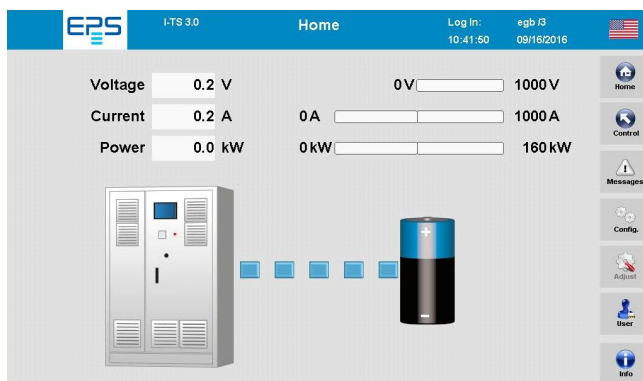 EPS
I-TS 3.0
Home
Log In:
egb /3
10:41:50
09/16/2016
Voltage 0.2 V
0 V 1000 V
Current 0.2 A
0 A 1000 A
Power 0.0 kW
0 kW 160 kW
+
-
Home
Control
Messages
Config.
Adjust
User
Info